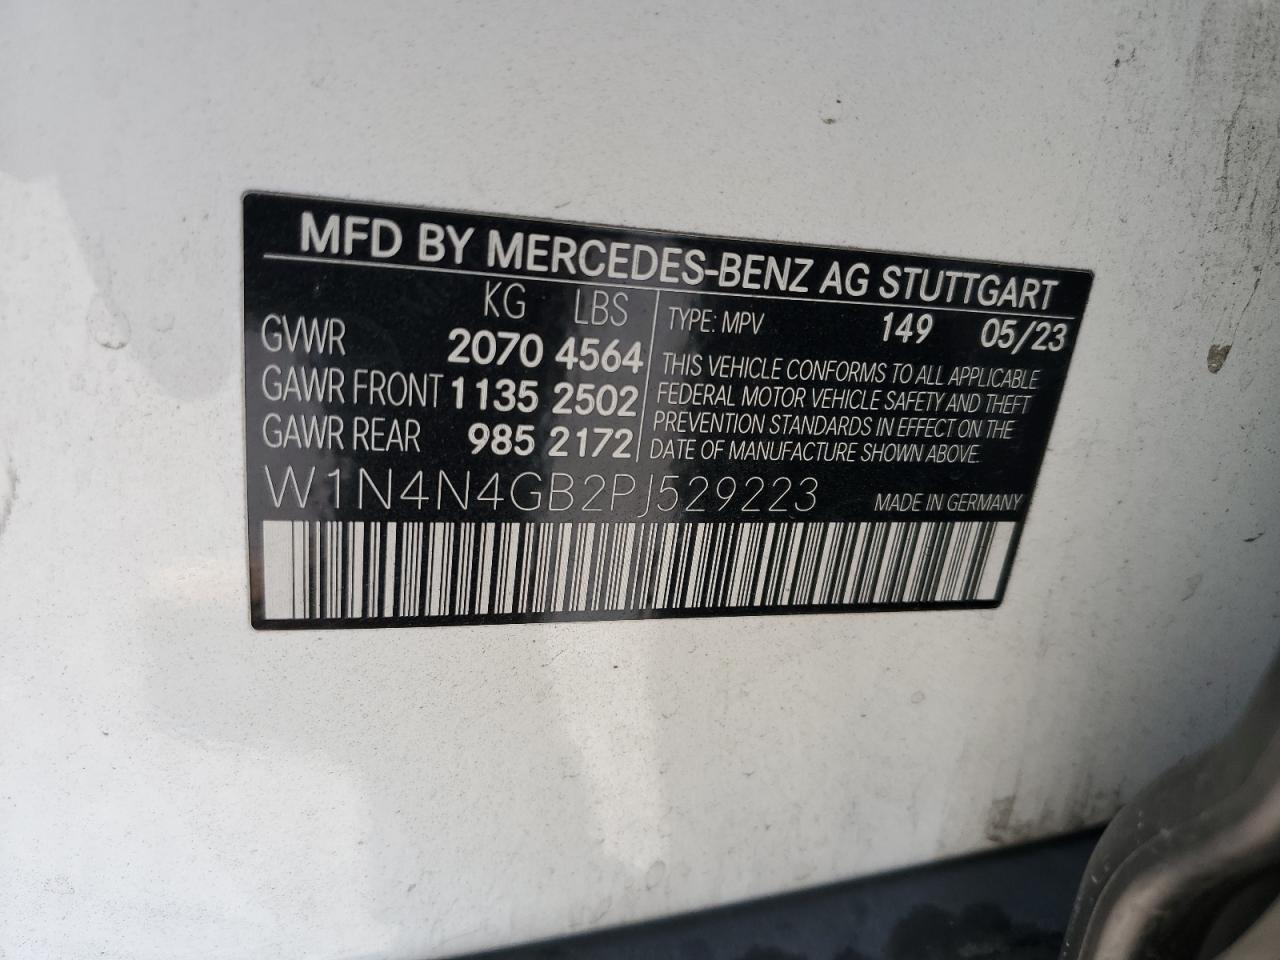 MFD BY MERCEDES-BENZ AG STUTTGART
KG LBS
GVWR 2070 4564
GAWR FRONT 1135 2502
GAWR REAR 985 2172
TYPE: MPV 149 05/23
THIS VEHICLE CONFORMS TO ALL APPLICABLE
FEDERAL MOTOR VEHICLE SAFETY AND THEFT
PREVENTION STANDARDS IN EFFECT ON THE
DATE OF MANUFACTURE SHOWN ABOVE.
W1N4N4GB2PJ529223 MADE IN GERMANY